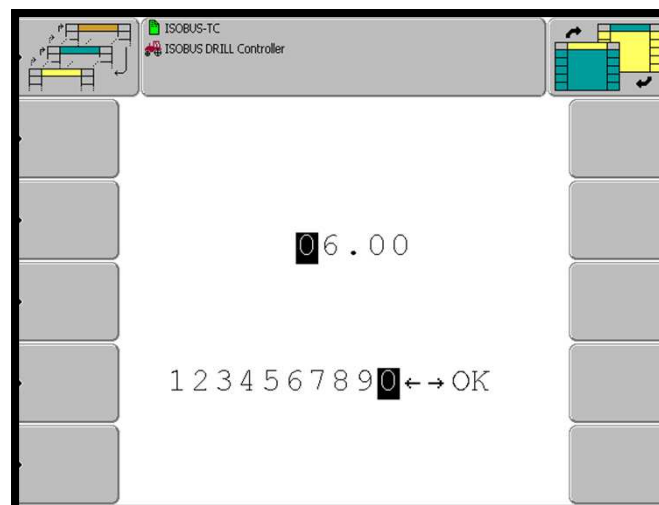 ISOBUS-TC
ISOBUS DRILL Controller
06.00
1234567890←→OK